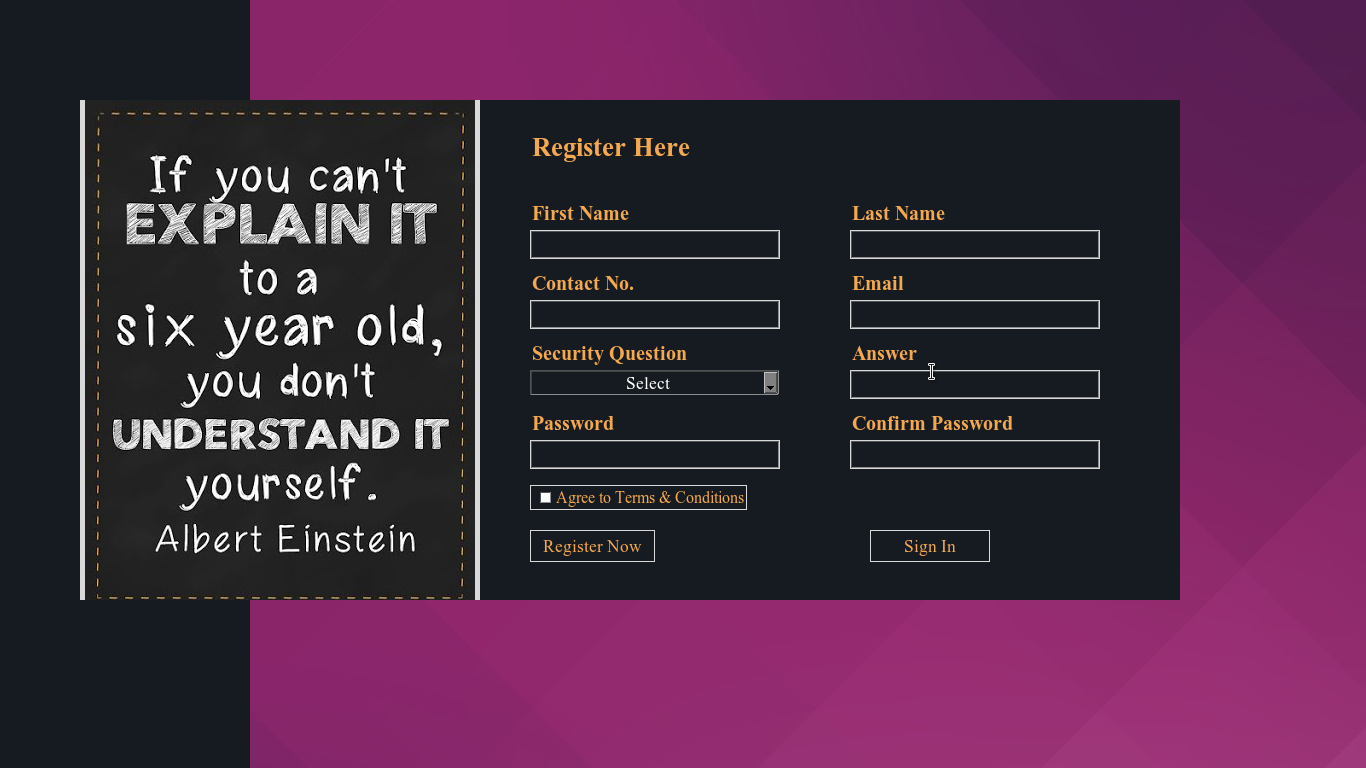 If you can't
EXPLAIN IT
to a
six year old,
you don't
UNDERSTAND IT
yourself.
Albert Einstein
Register Here
First Name
Last Name
Contact No.
Email
Security Question
Answer
Select
Password
Confirm Password
Agree to Terms & Conditions
Register Now
Sign In